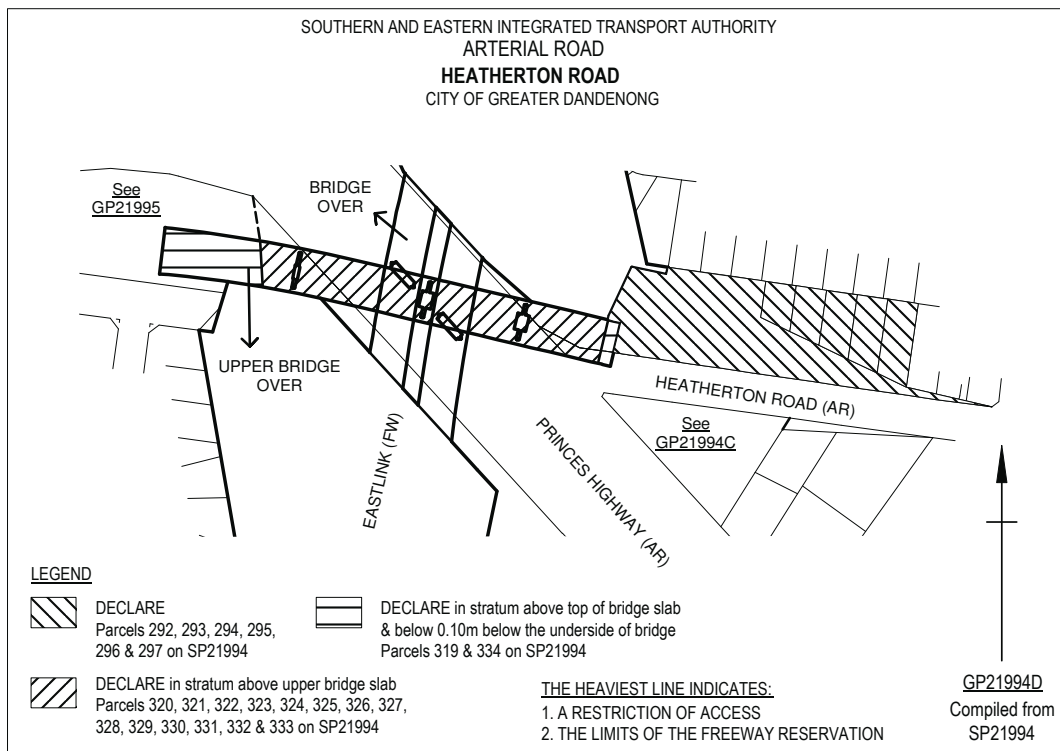 SOUTHERN AND EASTERN INTEGRATED TRANSPORT AUTHORITY
ARTERIAL ROAD
HEATHERTON ROAD
CITY OF GREATER DANDENONG
See
GP21995
BRIDGE
OVER
UPPER BRIDGE
OVER
EASTLINK (FW)
PRINCES HIGHWAY (AR)
HEATHERTON ROAD (AR)
See
GP21994C
LEGEND
DECLARE
Parcels 292, 293, 294, 295,
296 & 297 on SP21994
DECLARE in stratum above top of bridge slab
& below 0.10m below the underside of bridge
Parcels 319 & 334 on SP21994
DECLARE in stratum above upper bridge slab
Parcels 320, 321, 322, 323, 324, 325, 326, 327,
328, 329, 330, 331, 332 & 333 on SP21994
THE HEAVIEST LINE INDICATES:
1. A RESTRICTION OF ACCESS
2. THE LIMITS OF THE FREEWAY RESERVATION
GP21994D
Compiled from
SP21994